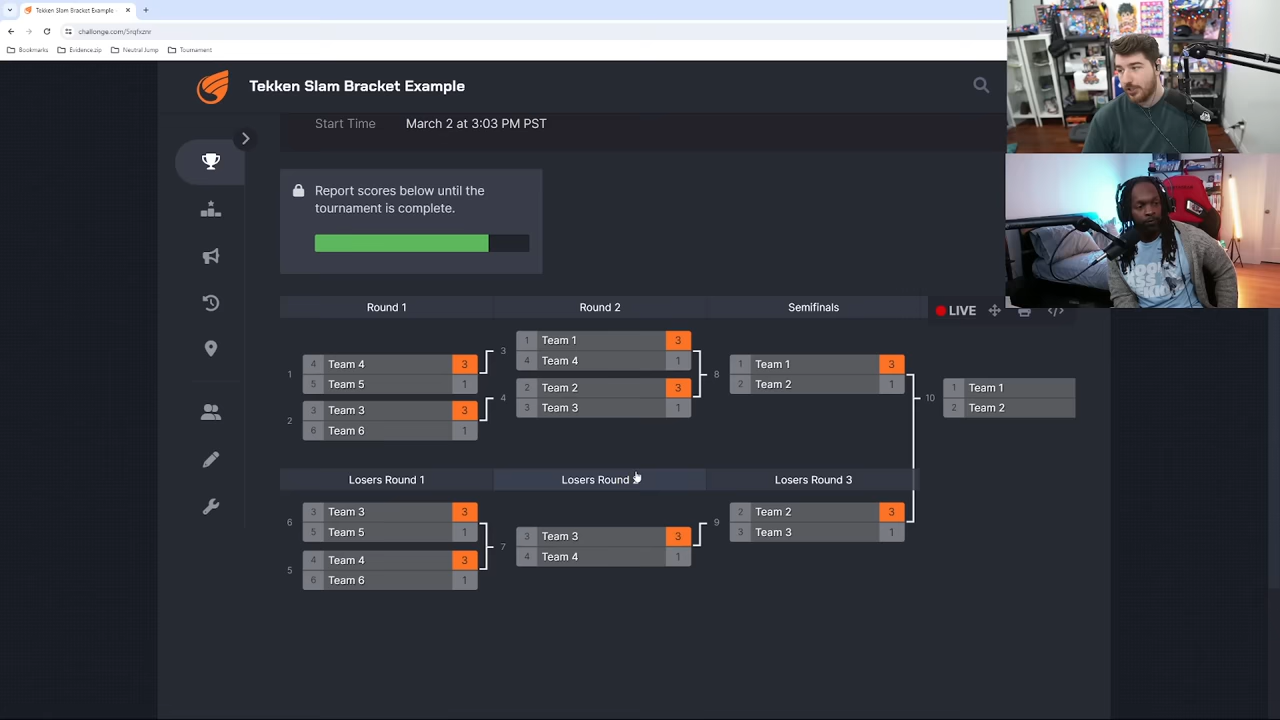 Tekken Slam Bracket Example
challonge.com/5nqfxznr
Bookmarks
Evidence.zip
Neutral Jump
Tournament
Tekken Slam Bracket Example
Start Time March 2 at 3:03 PM PST
Report scores below until the
tournament is complete.
Round 1 Round 2 Semifinals
LIVE
1
4 Team 4 3
5 Team 5 1
2
3 Team 3 3
6 Team 6 1
3
1 Team 1 3
4 Team 4 1
4
2 Team 2 3
3 Team 3 1
8
1 Team 1 3
2 Team 2 1
10
1 Team 1
2 Team 2
Losers Round 1 Losers Round Losers Round 3
6
3 Team 3 3
5 Team 5 1
5
4 Team 4 3
6 Team 6 1
7
3 Team 3 3
4 Team 4 1
9
2 Team 2 3
3 Team 3 1